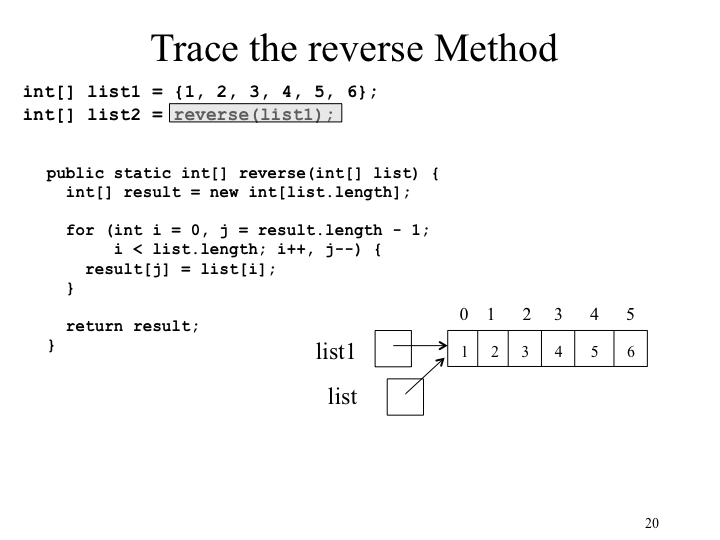 Trace the reverse Method
int[] list1 = {1, 2, 3, 4, 5, 6};
int[] list2 = reverse(list1);
public static int[] reverse(int[] list) {
int[] result = new int[list.length];
for (int i = 0, j = result.length - 1;
i < list.length; i++, j--) {
result[j] = list[i];
}
return result;
}
0 1 2 3 4 5
list1 1 2 3 4 5 6
list
20